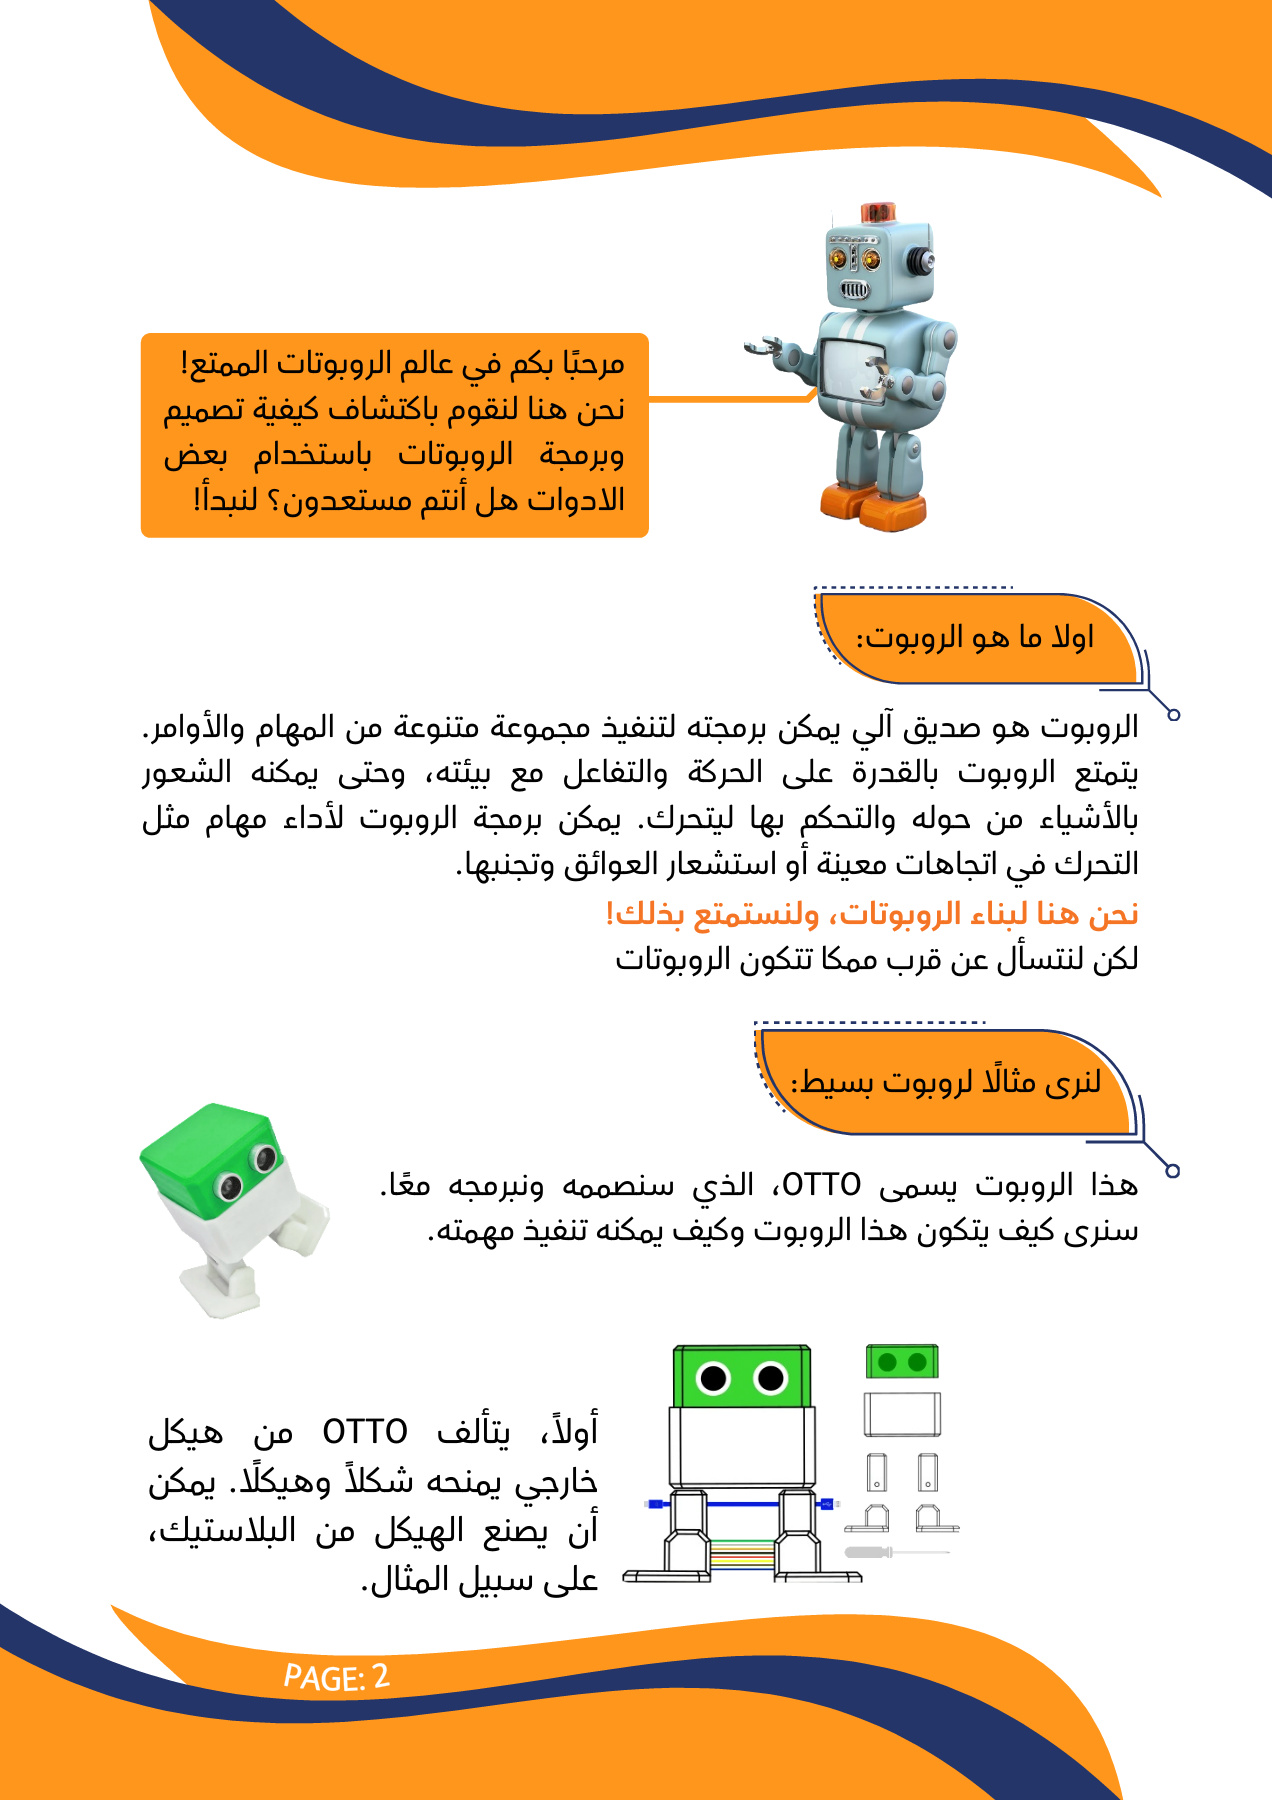 مرحبًا بكم في عالم الروبوتات الممتع!
نحن هنا لنقوم باكتشاف كيفية تصميم
وبرمجة الروبوتات باستخدام بعض
الادوات هل أنتم مستعدون؟ لنبدأ!
اولا ما هو الروبوت:
الروبوت هو صديق آلي يمكن برمجته لتنفيذ مجموعة متنوعة من المهام والأوامر.
يتمتع الروبوت بالقدرة على الحركة والتفاعل مع بيئته، وحتى يمكنه الشعور
بالأشياء من حوله والتحكم بها ليتحرك. يمكن برمجة الروبوت لأداء مهام مثل
التحرك في اتجاهات معينة أو استشعار العوائق وتجنبها.
نحن هنا لبناء الروبوتات، ولنستمتع بذلك!
لكن لنتسأل عن قرب ممكا تتكون الروبوتات
لنرى مثالًا لروبوت بسيط:
هذا الروبوت يسمى OTTO، الذي سنصممه ونبرمجه معًا.
سنرى كيف يتكون هذا الروبوت وكيف يمكنه تنفيذ مهمته.
أولاً، يتألف OTTO من هيكل
خارجي يمنحه شكلاً وهيكلًا. يمكن
أن يصنع الهيكل من البلاستيك،
على سبيل المثال.
PAGE: 2